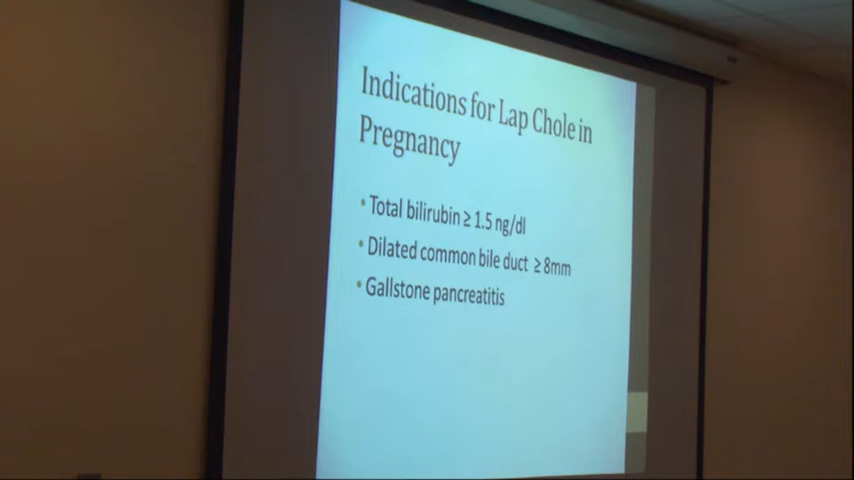 Indications for Lap Chole in
Pregnancy
• Total bilirubin ≥ 1.5 ng/dl
• Dilated common bile duct ≥ 8mm
• Gallstone pancreatitis